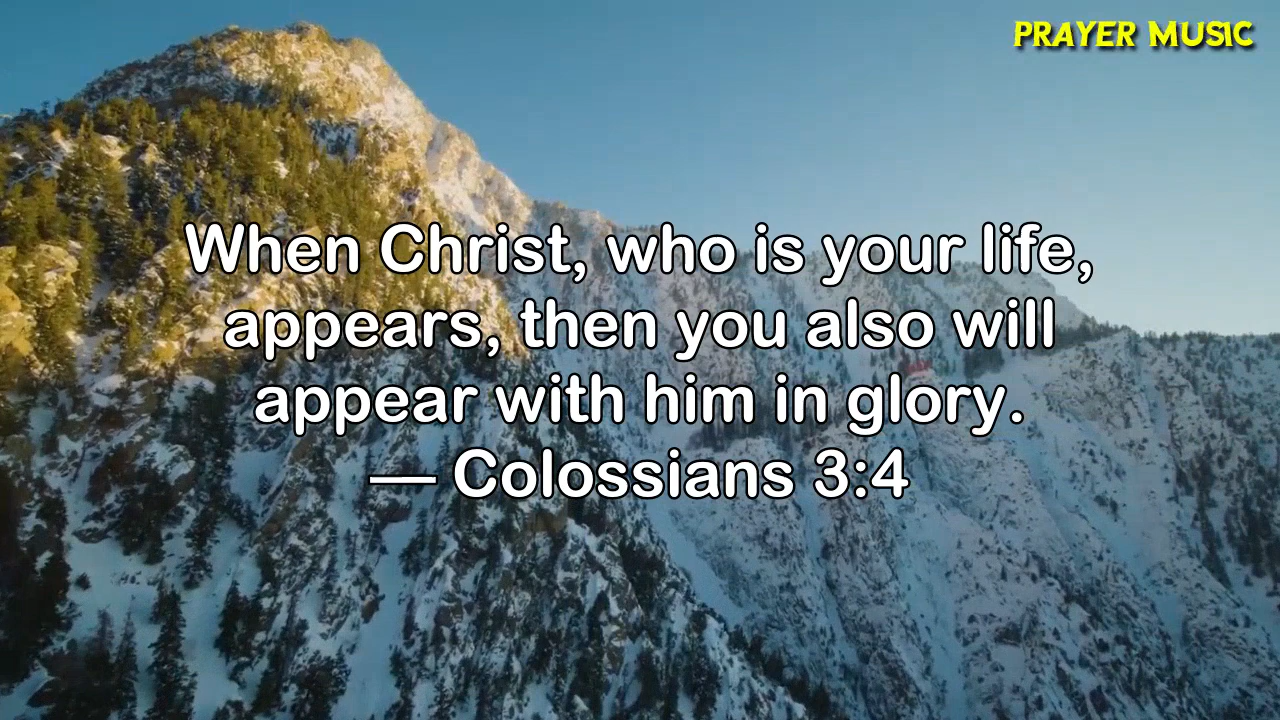 PRAYER MUSIC
When Christ, who is your life,
appears, then you also will
appear with him in glory.
— Colossians 3:4